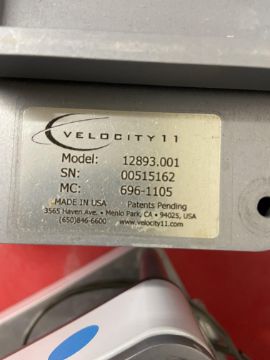 VELOCITY11
Model: 12893.001
SN: 00515162
MC: 696-1105
MADE IN USA Patents Pending
3565 Haven Ave. • Menlo Park, CA • 94025, USA
(650)846-6600 www.velocity11.com